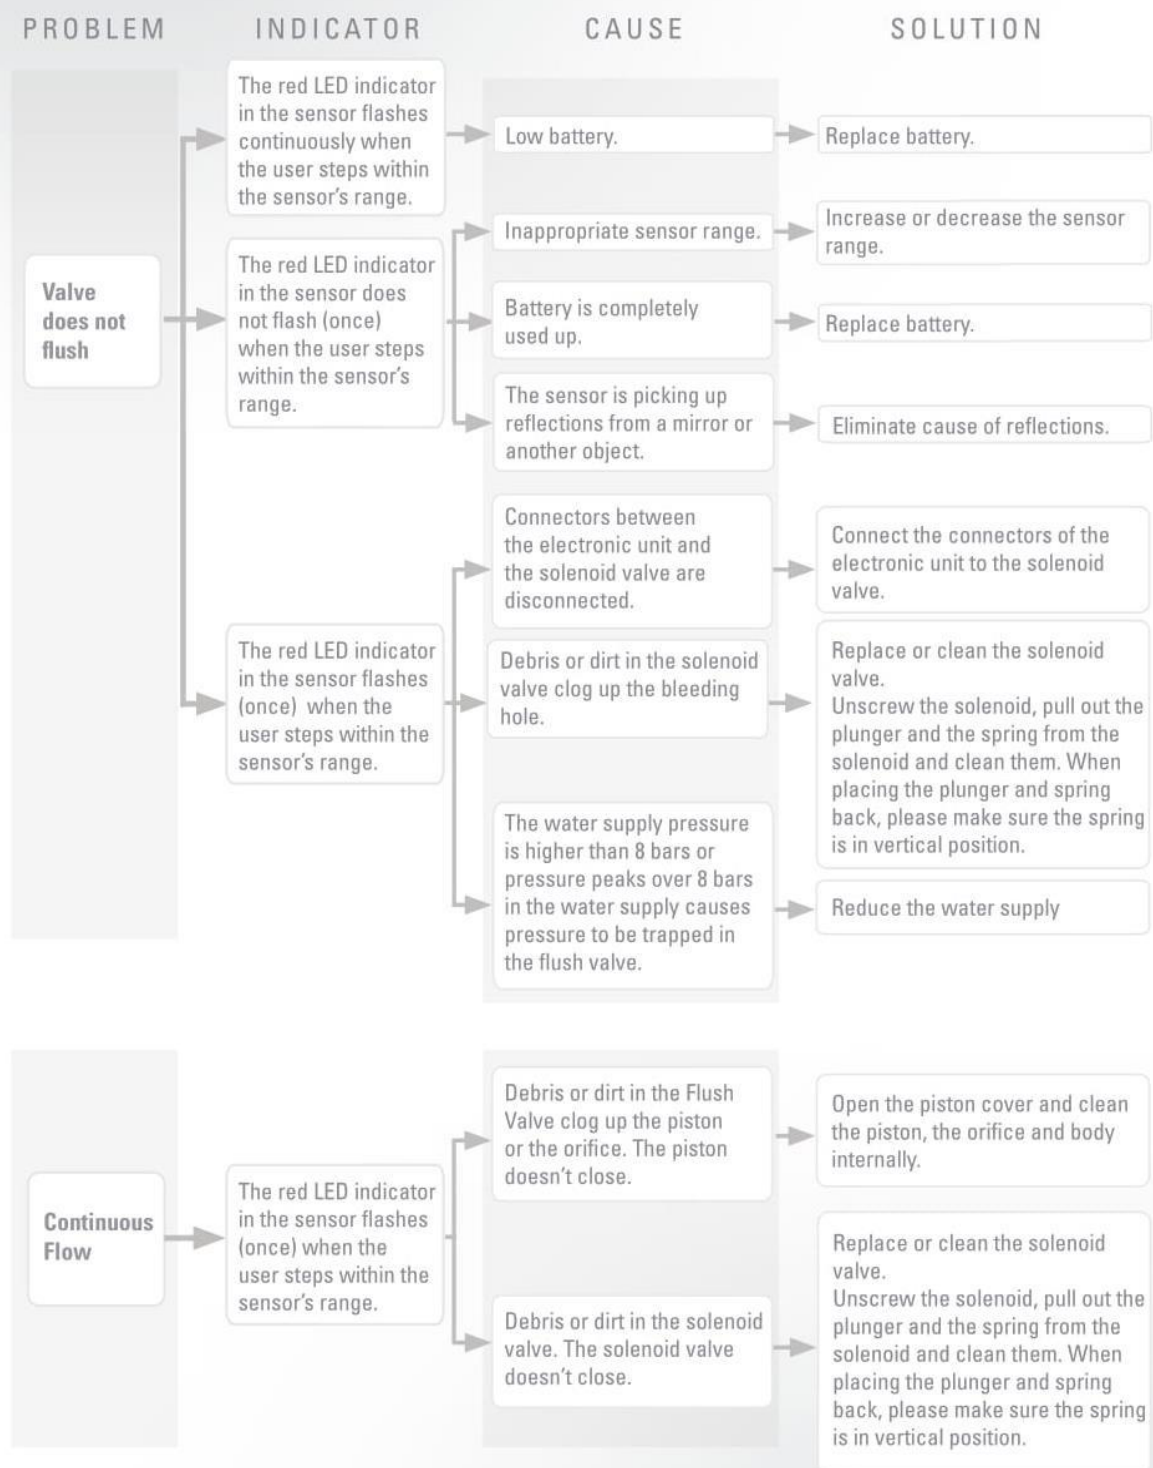 PROBLEM INDICATOR CAUSE SOLUTION
Valve
does not
flush
The red LED indicator
in the sensor flashes
continuously when
the user steps within
the sensor's range.
Low battery.
Replace battery.
The red LED indicator
in the sensor does
not flash (once)
when the user steps
within the sensor's
range.
Inappropriate sensor range.
Increase or decrease the sensor
range.
Battery is completely
used up.
Replace battery.
The sensor is picking up
reflections from a mirror or
another object.
Eliminate cause of reflections.
The red LED indicator
in the sensor flashes
(once) when the
user steps within the
sensor's range.
Connectors between
the electronic unit and
the solenoid valve are
disconnected.
Connect the connectors of the
electronic unit to the solenoid
valve.
Debris or dirt in the solenoid
valve clog up the bleeding
hole.
Replace or clean the solenoid
valve.
Unscrew the solenoid, pull out the
plunger and the spring from the
solenoid and clean them. When
placing the plunger and spring
back, please make sure the spring
is in vertical position.
The water supply pressure
is higher than 8 bars or
pressure peaks over 8 bars
in the water supply causes
pressure to be trapped in
the flush valve.
Reduce the water supply
Continuous
Flow
The red LED indicator
in the sensor flashes
(once) when the
user steps within the
sensor's range.
Debris or dirt in the Flush
Valve clog up the piston
or the orifice. The piston
doesn't close.
Open the piston cover and clean
the piston, the orifice and body
internally.
Debris or dirt in the solenoid
valve. The solenoid valve
doesn't close.
Replace or clean the solenoid
valve.
Unscrew the solenoid, pull out the
plunger and the spring from the
solenoid and clean them. When
placing the plunger and spring
back, please make sure the spring
is in vertical position.